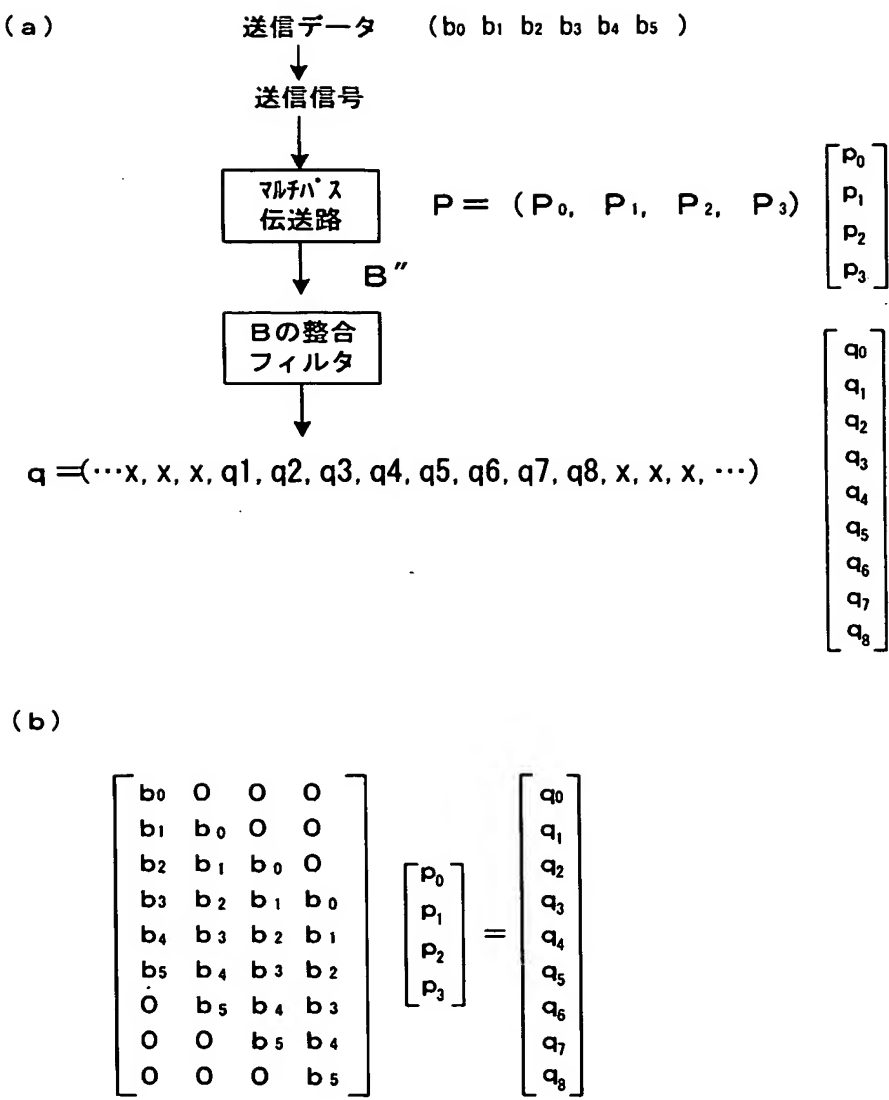 (a) 送信データ (b₀ b₁ b₂ b₃ b₄ b₅ )
送信信号
マルチパス
伝送路
P= (P₀, P₁, P₂, P₃)
p₀
p₁
p₂
p₃
B″
Bの整合
フィルタ
q=(…x, x, x, q1, q2, q3, q4, q5, q6, q7, q8, x, x, x, …)
q₀
q₁
q₂
q₃
q₄
q₅
q₆
q₇
q₈
(b)
b₀ 0 0 0
b₁ b₀ 0 0
b₂ b₁ b₀ 0
b₃ b₂ b₁ b₀
b₄ b₃ b₂ b₁
b₅ b₄ b₃ b₂
0 b₅ b₄ b₃
0 0 b₅ b₄
0 0 0 b₅
p₀
p₁
p₂
p₃
=
q₀
q₁
q₂
q₃
q₄
q₅
q₆
q₇
q₈